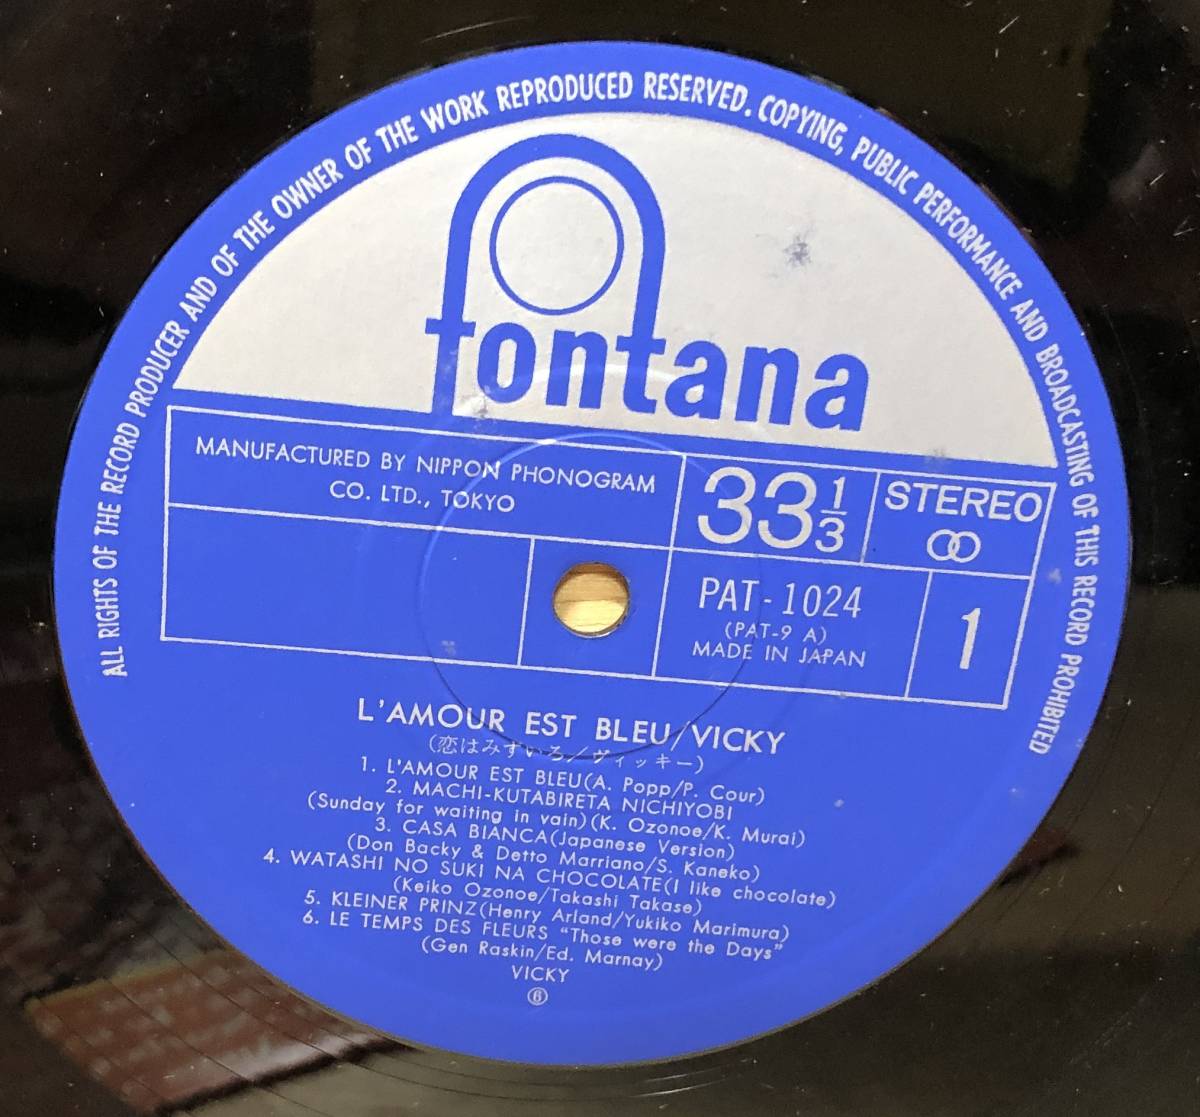 ALL RIGHTS OF THE RECORD PRODUCER AND OF THE OWNER OF THE WORK REPRODUCED RESERVED. COPYING, PUBLIC PERFORMANCE AND BROADCASTING OF THIS RECORD PROHIBITED
fontana
MANUFACTURED BY NIPPON PHONOGRAM
CO. LTD., TOKYO
33 1/3
STEREO
PAT-1024
(PAT-9 A)
MADE IN JAPAN
1
L'AMOUR EST BLEU/VICKY
(恋はみずいろ/ヴィッキー)
1. L'AMOUR EST BLEU(A. Popp/P. Cour)
2. MACHI-KUTABIRETA NICHIYOBI
(Sunday for waiting in vain)(K. Ozonoe/K. Murai)
3. CASA BIANCA(Japanese Version)
(Don Backy & Detto Marriano/S. Kaneko)
4. WATASHI NO SUKI NA CHOCOLATE(I like chocolate)
(Keiko Ozonoe/Takashi Takase)
5. KLEINER PRINZ(Henry Arland/Yukiko Marimura)
6. LE TEMPS DES FLEURS "Those were the Days"
(Gen Raskin/Ed. Marnay)
VICKY
⑥